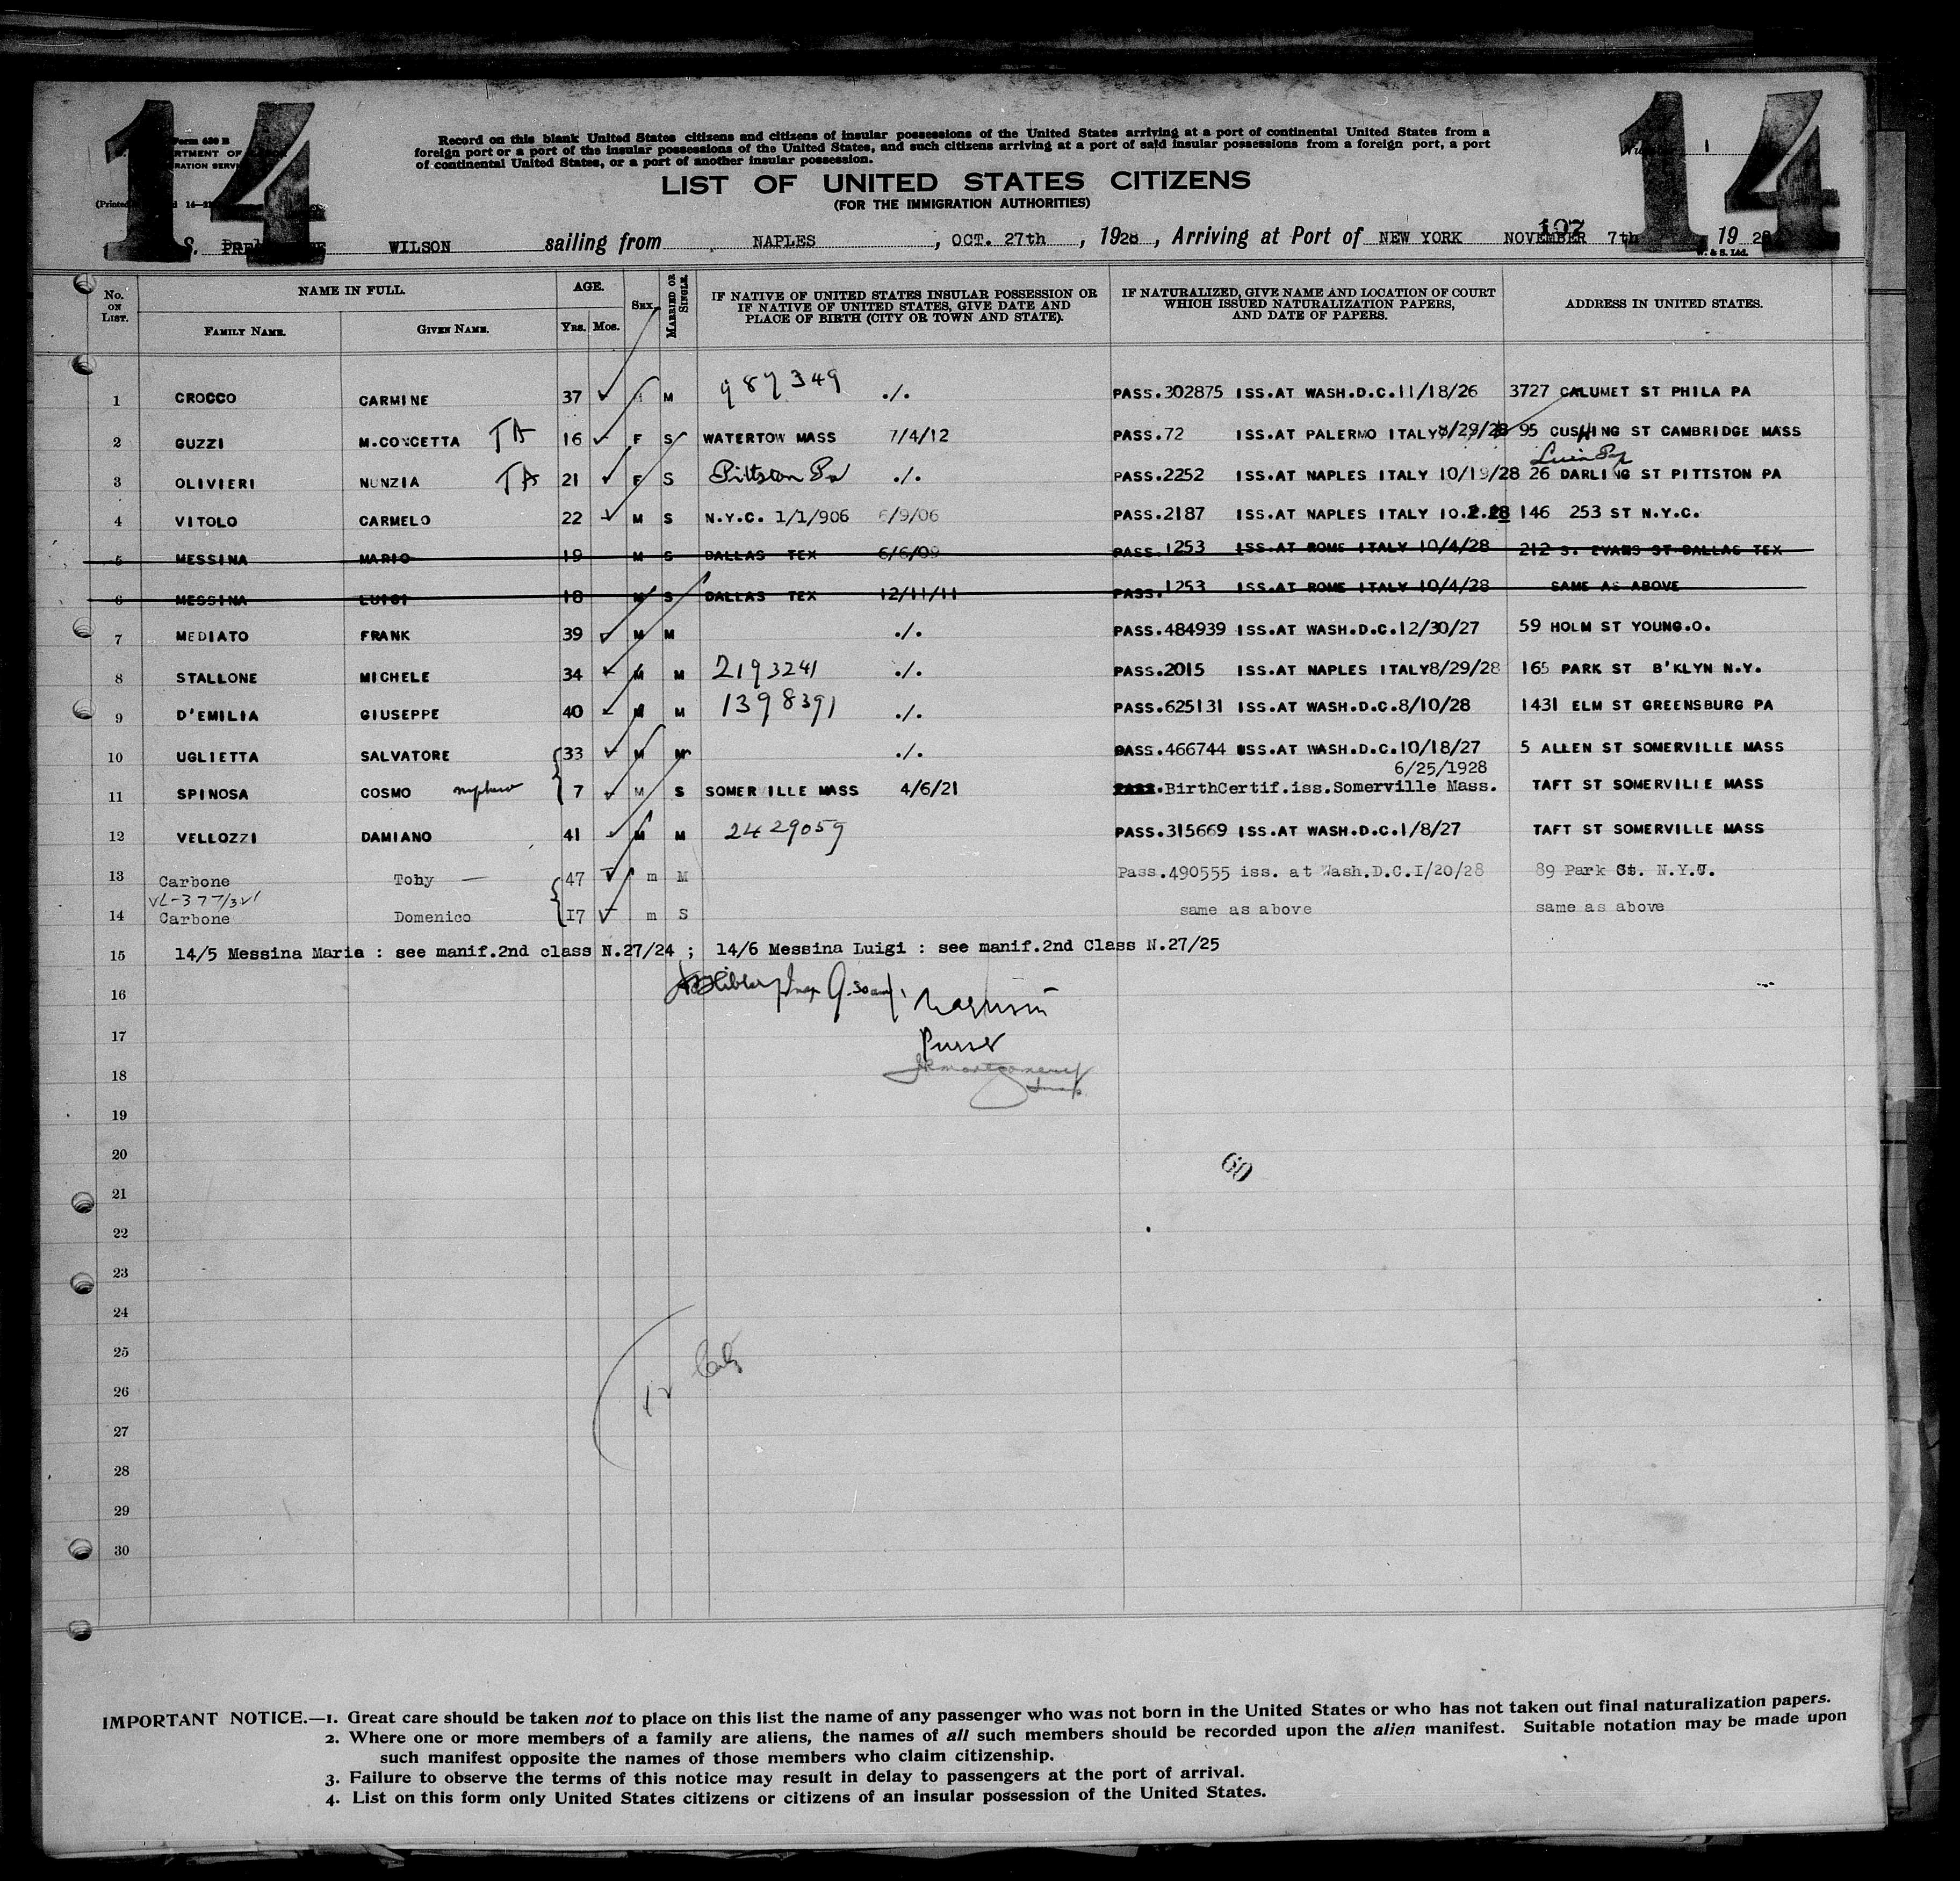 14
14
Form 630 B
Record on this blank United States citizens and citizens of insular possessions of the United States arriving at a port of continental United States from a
foreign port or a port of the insular possessions of the United States, and such citizens arriving at a port of said insular possessions from a foreign port, a port
of continental United States, or a port of another insular possession.
LIST OF UNITED STATES CITIZENS
(FOR THE IMMIGRATION AUTHORITIES)
107
S. WILSON sailing from NAPLES, OCT. 27th, 1928, Arriving at Port of NEW YORK NOVEMBER 7th 1928
W. & S. Ltd.
No. ON LIST. NAME IN FULL. AGE. SEX. MARRIED OR SINGLE. IF NATIVE OF UNITED STATES INSULAR POSSESSION OR IF NATIVE OF UNITED STATES, GIVE DATE AND PLACE OF BIRTH (CITY OR TOWN AND STATE). IF NATURALIZED, GIVE NAME AND LOCATION OF COURT WHICH ISSUED NATURALIZATION PAPERS, AND DATE OF PAPERS. ADDRESS IN UNITED STATES.
FAMILY NAME. GIVEN NAME. YRS. MOS.
1 CROCCO CARMINE 37 M 987349 ./. PASS.302875 ISS.AT WASH.D.C.11/18/26 3727 CALUMET ST PHILA PA
2 GUZZI M.CONCETTA TA 16 F S WATERTOW MASS 7/4/12 PASS.72 ISS.AT PALERMO ITALY 8/29/28 95 CUSHING ST CAMBRIDGE MASS
3 OLIVIERI NUNZIA TA 21 F S Pittston Pa ./. PASS.2252 ISS.AT NAPLES ITALY 10/19/28 26 DARLING ST PITTSTON PA
4 VITOLO CARMELO 22 M S N.Y.C. 1/1/906 6/9/06 PASS.2187 ISS.AT NAPLES ITALY 10.2.28 146 253 ST N.Y.C.
5 MESSINA MARIO 19 M S DALLAS TEX 6/6/09 PASS.1253 ISS.AT ROME ITALY 10/4/28 212 S. EVANS ST DALLAS TEX
6 MESSINA LUIGI 18 M S DALLAS TEX 12/11/11 PASS.1253 ISS.AT ROME ITALY 10/4/28 SAME AS ABOVE
7 MEDIATO FRANK 39 M M ./. PASS.484939 ISS.AT WASH.D.C.12/30/27 59 HOLM ST YOUNG.O.
8 STALLONE MICHELE 34 M M 2193241 ./. PASS.2015 ISS.AT NAPLES ITALY8/29/28 165 PARK ST B'KLYN N.Y.
9 D'EMILIA GIUSEPPE 40 M M 1398391 ./. PASS.625131 ISS.AT WASH.D.C.8/10/28 1431 ELM ST GREENSBURG PA
10 UGLIETTA SALVATORE 33 M M ./. PASS.466744 ISS.AT WASH.D.C.10/18/27 5 ALLEN ST SOMERVILLE MASS
6/25/1928
11 SPINOSA COSMO nephew 7 M S SOMERVILLE MASS 4/6/21 PASS.BirthCertif.iss.Somerville Mass. TAFT ST SOMERVILLE MASS
12 VELLOZZI DAMIANO 41 M M 2429059 PASS.315669 ISS.AT WASH.D.C.1/8/27 TAFT ST SOMERVILLE MASS
13 Carbone Tony 47 m M Pass.490555 iss. at Wash.D.C.I/20/28 89 Park St. N.Y.
14 Carbone Domenico I7 m S same as above same as above
15 14/5 Messina Maria : see manif.2nd class N.27/24 ; 14/6 Messina Luigi : see manif.2nd Class N.27/25
16
17 Purser
18
19
20
60
21
22
23
24
25
26 12
27
28
29
30
IMPORTANT NOTICE.—1. Great care should be taken not to place on this list the name of any passenger who was not born in the United States or who has not taken out final naturalization papers.
2. Where one or more members of a family are aliens, the names of all such members should be recorded upon the alien manifest. Suitable notation may be made upon
such manifest opposite the names of those members who claim citizenship.
3. Failure to observe the terms of this notice may result in delay to passengers at the port of arrival.
4. List on this form only United States citizens or citizens of an insular possession of the United States.